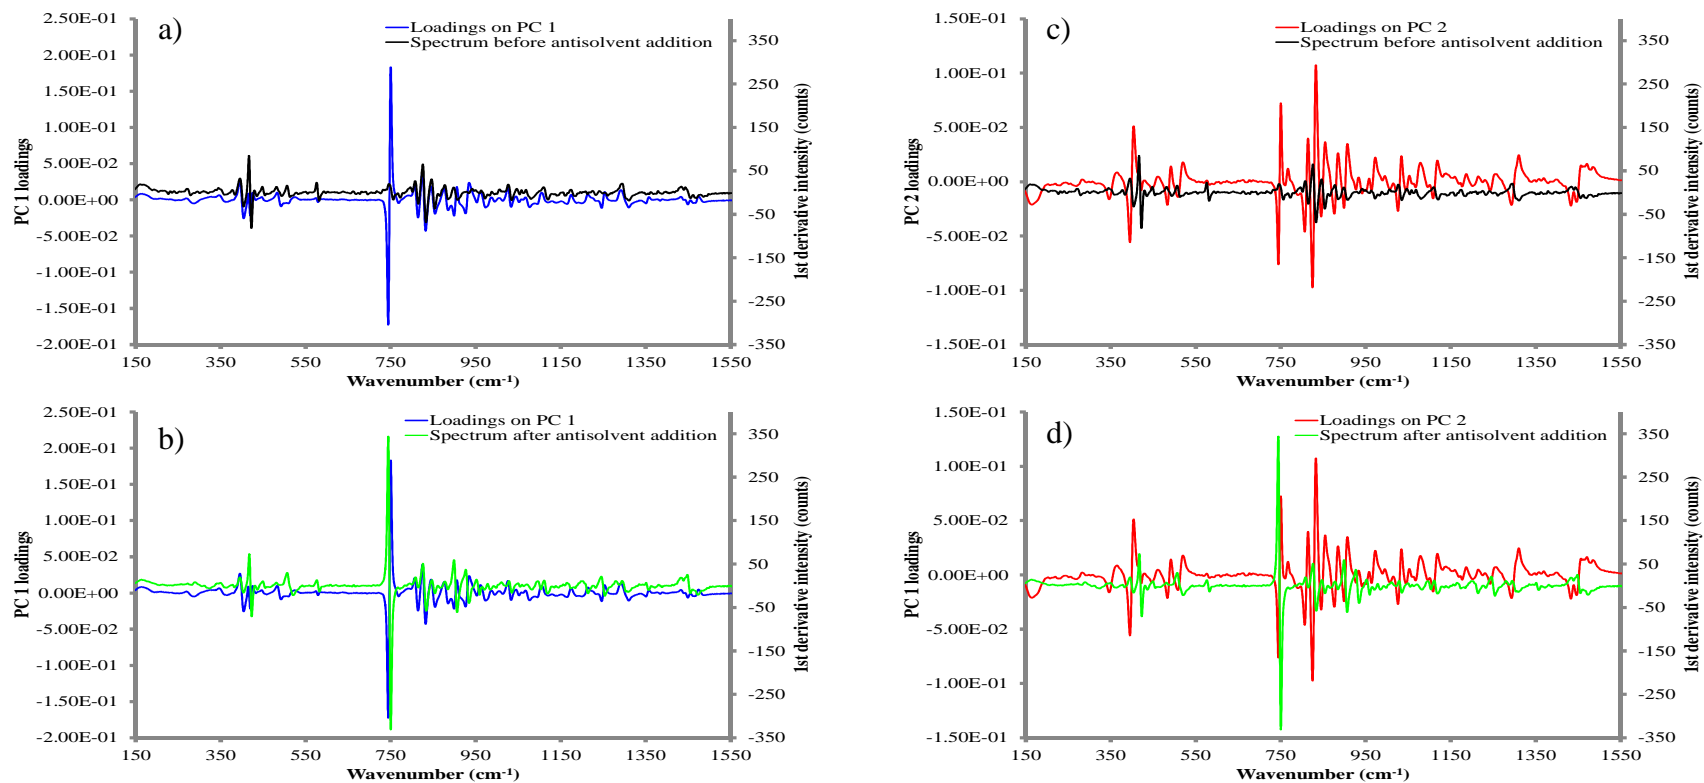 a)
Loadings on PC 1
Spectrum before antisolvent addition
PC 1 loadings
2.50E-01
2.00E-01
1.50E-01
1.00E-01
5.00E-02
0.00E+00
-5.00E-02
-1.00E-01
-1.50E-01
-2.00E-01
350
250
150
50
-50
-150
-250
-350
1st derivative intensity (counts)
150 350 550 750 950 1150 1350 1550
Wavenumber (cm-1)
c)
Loadings on PC 2
Spectrum before antisolvent addition
PC 2 loadings
1.50E-01
1.00E-01
5.00E-02
0.00E+00
-5.00E-02
-1.00E-01
-1.50E-01
350
250
150
50
-50
-150
-250
-350
1st derivative intensity (counts)
150 350 550 750 950 1150 1350 1550
Wavenumber (cm-1)
b)
Loadings on PC 1
Spectrum after antisolvent addition
PC 1 loadings
2.50E-01
2.00E-01
1.50E-01
1.00E-01
5.00E-02
0.00E+00
-5.00E-02
-1.00E-01
-1.50E-01
-2.00E-01
350
250
150
50
-50
-150
-250
-350
1st derivative intensity (counts)
150 350 550 750 950 1150 1350 1550
Wavenumber (cm-1)
d)
Loadings on PC 2
Spectrum after antisolvent addition
PC 1 loadings
1.50E-01
1.00E-01
5.00E-02
0.00E+00
-5.00E-02
-1.00E-01
-1.50E-01
350
250
150
50
-50
-150
-250
-350
1st derivative intensity (counts)
150 350 550 750 950 1150 1350 1550
Wavenumber (cm-1)